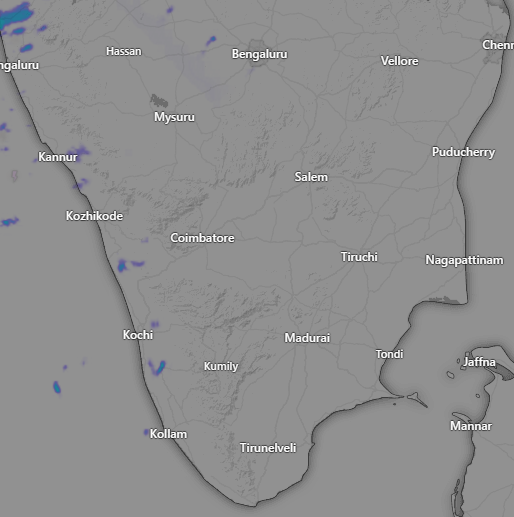 Hassan
Bengaluru
Chenn
Vellore
ngaluru
Mysuru
Puducherry
Kannur
Salem
Kozhikode
Coimbatore
Tiruchi
Nagapattinam
Kochi
Madurai
Tondi
Kumily
Jaffna
Mannar
Kollam
Tirunelveli